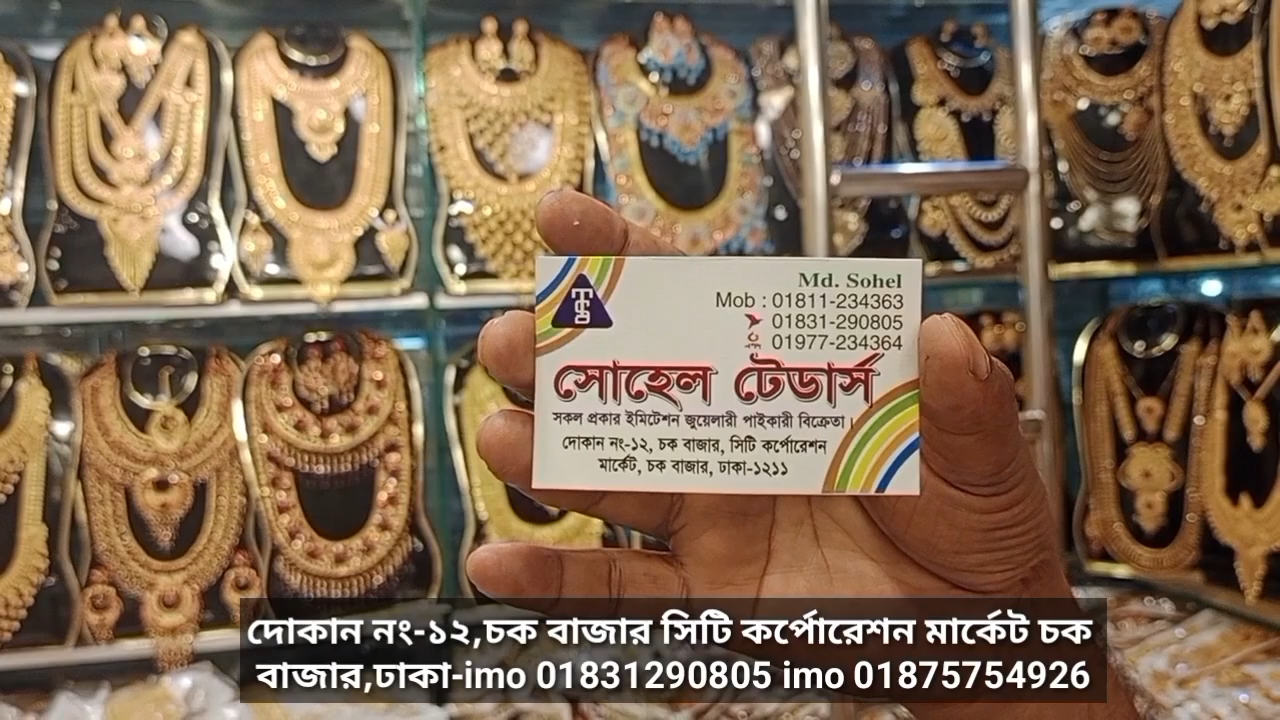 TS
Md. Sohel
Mob : 01811-234363
01831-290805
01977-234364
সোহেল টেডার্স
সকল প্রকার ইমিটেশন জুয়েলারী পাইকারী বিক্রেতা।
দোকান নং-১২, চক বাজার, সিটি কর্পোরেশন
মার্কেট, চক বাজার, ঢাকা-১২১১
দোকান নং-১২,চক বাজার সিটি কর্পোরেশন মার্কেট চক
বাজার,ঢাকা-imo 01831290805 imo 01875754926